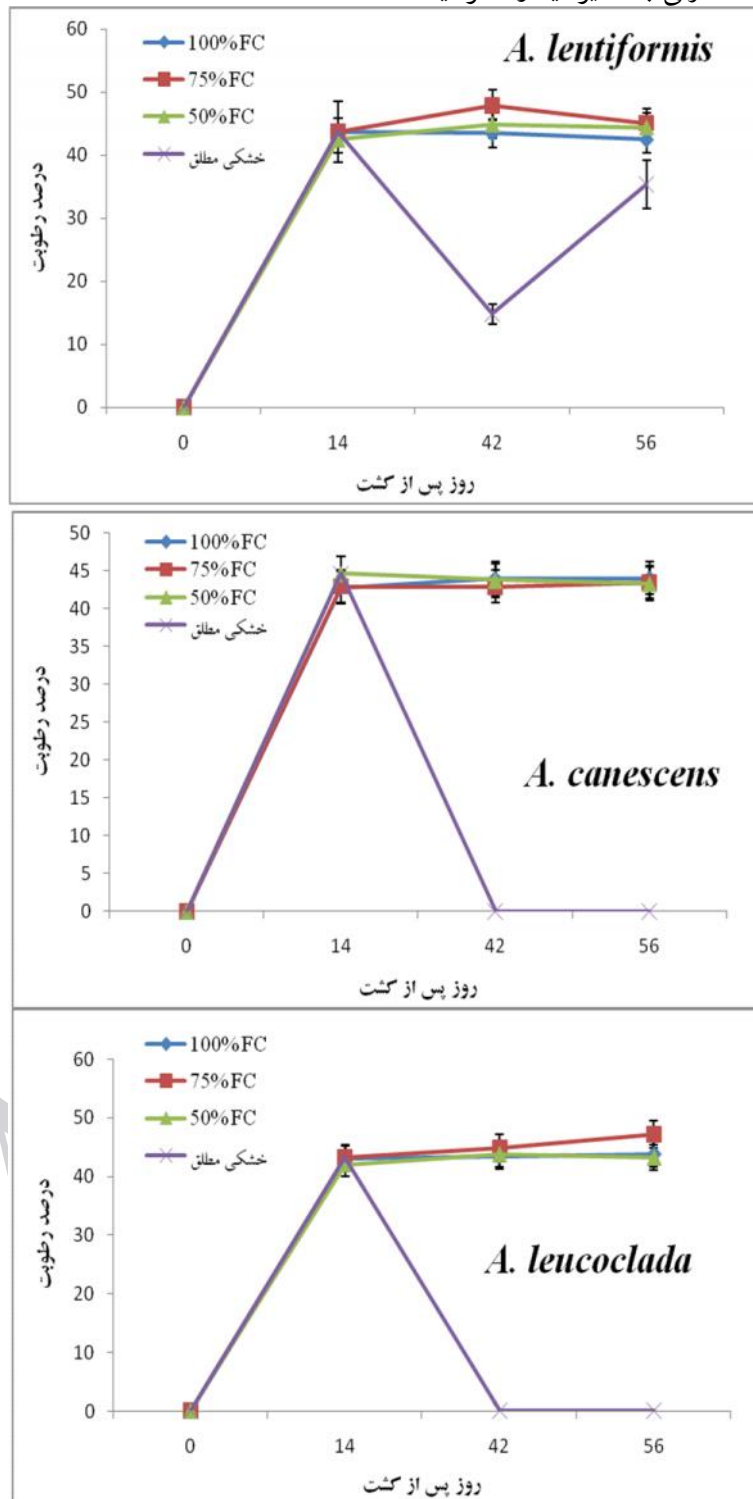 A. lentiformis
100%FC
75%FC
50%FC
خشکی مطلق
60
50
40
30
20
10
0
درصد رطوبت
0 14 42 56
روز پس از کشت
100%FC
75%FC
50%FC
خشکی مطلق
A. canescens
50
45
40
35
30
25
20
15
10
5
0
درصد رطوبت
0 14 42 56
روز پس از کشت
100%FC
75%FC
50%FC
خشکی مطلق
A. leucoclada
60
50
40
30
20
10
0
درصد رطوبت
0 14 42 56
روز پس از کشت